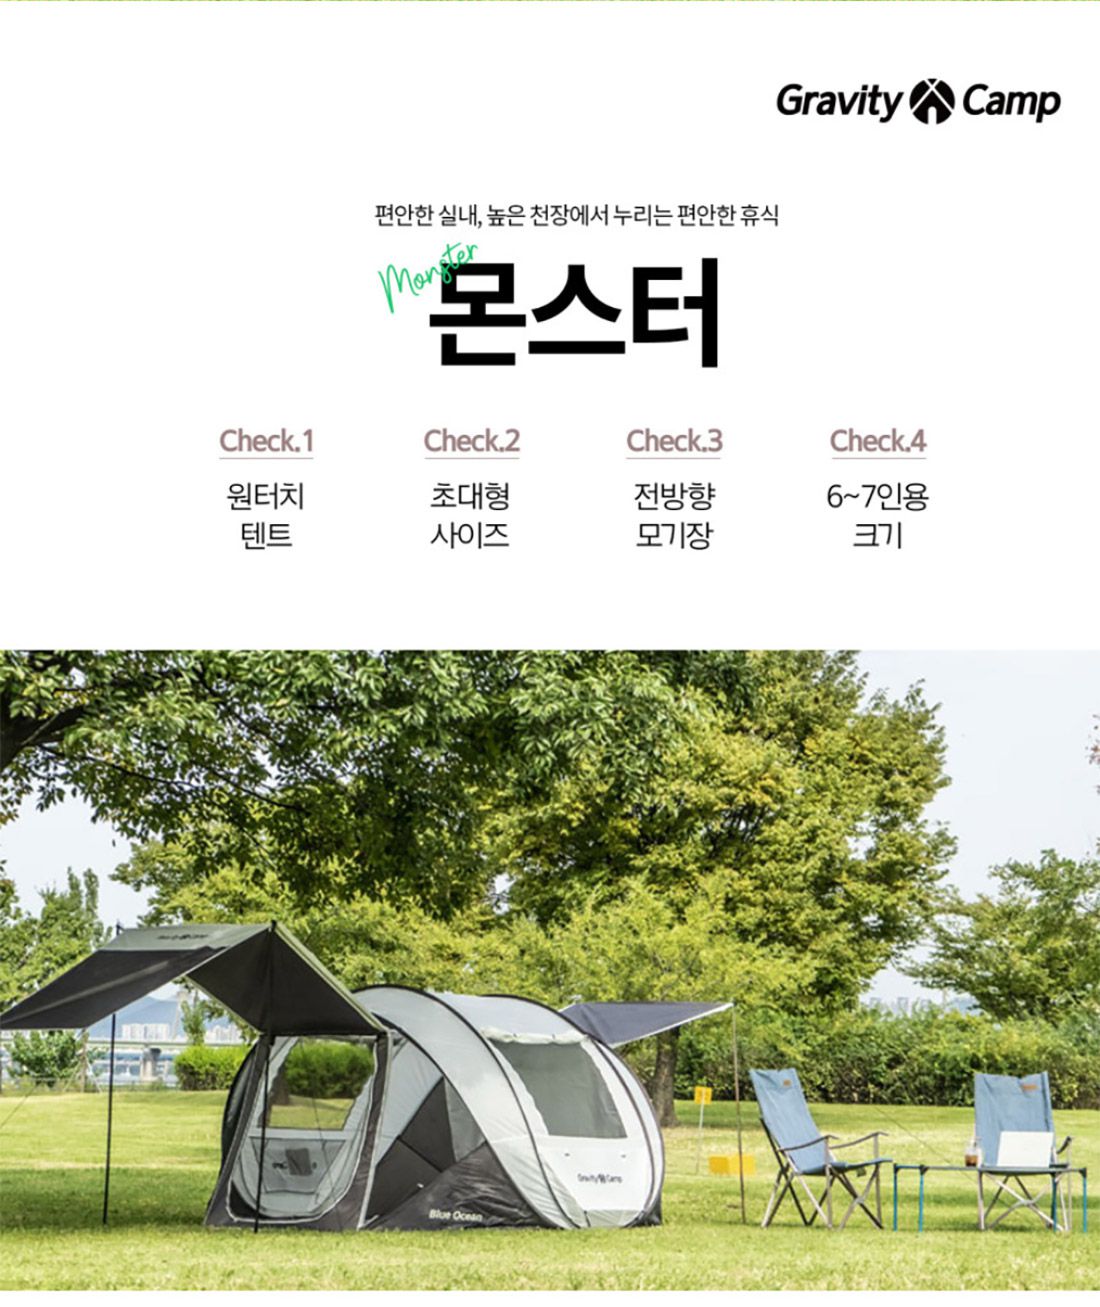 Gravity Camp
편안한 실내, 높은 천장에서 누리는 편안한 휴식
Monster
몬스터
Check.1
원터치
텐트
Check.2
초대형
사이즈
Check.3
전방향
모기장
Check.4
6~7인용
크기
Gravity Camp
Blue Ocean